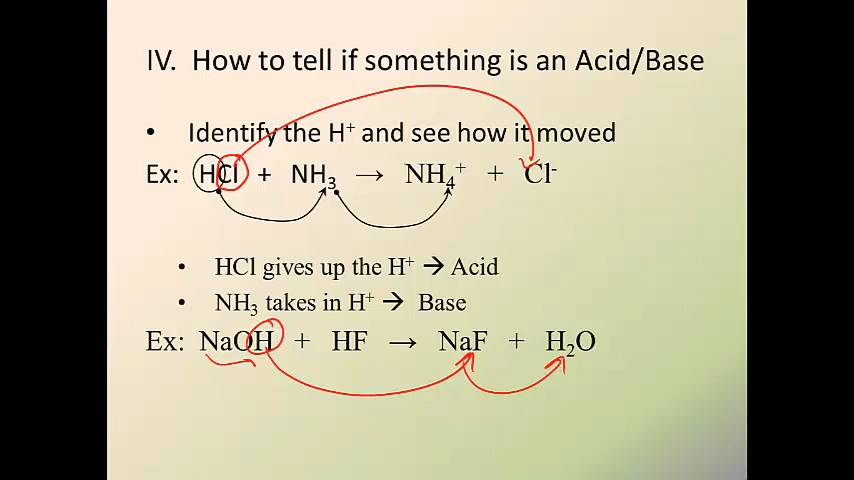 IV. How to tell if something is an Acid/Base
• Identify the H⁺ and see how it moved
Ex: HCl + NH₃ → NH₄⁺ + Cl⁻
• HCl gives up the H⁺ → Acid
• NH₃ takes in H⁺ → Base
Ex: NaOH + HF → NaF + H₂O